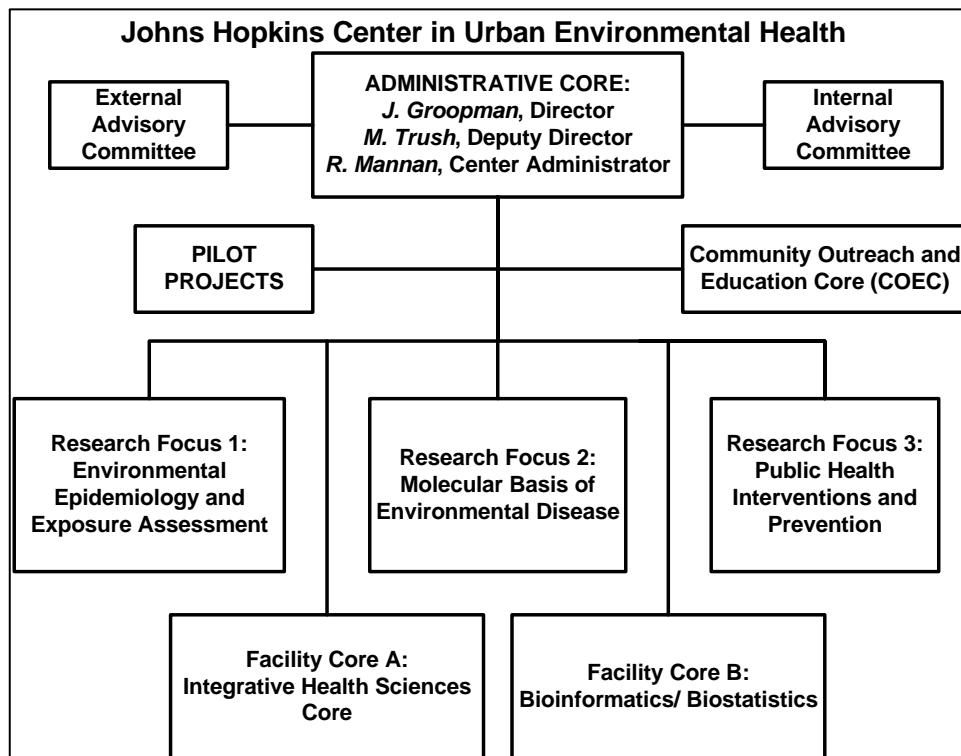 Johns Hopkins Center in Urban Environmental Health
External
Advisory
Committee
ADMINISTRATIVE CORE:
J. Groopman, Director
M. Trush, Deputy Director
R. Mannan, Center Administrator
Internal
Advisory
Committee
PILOT
PROJECTS
Community Outreach and
Education Core (COEC)
Research Focus 1:
Environmental
Epidemiology and
Exposure Assessment
Research Focus 2:
Molecular Basis of
Environmental Disease
Research Focus 3:
Public Health
Interventions and
Prevention
Facility Core A:
Integrative Health Sciences
Core
Facility Core B:
Bioinformatics/ Biostatistics